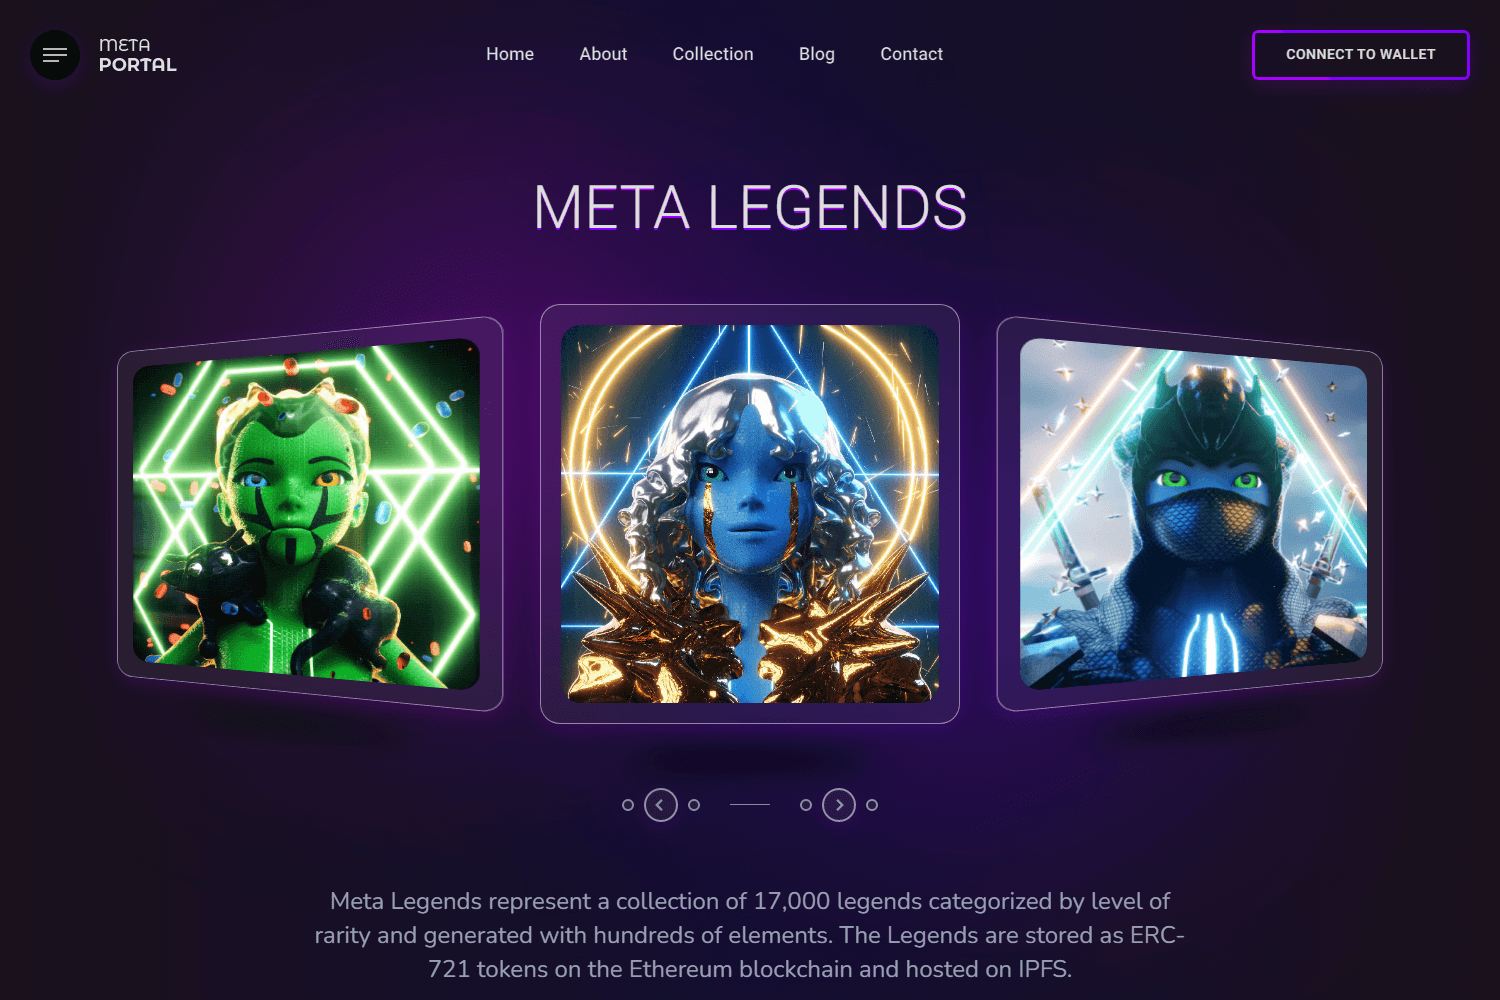 META
PORTAL
Home
About
Collection
Blog
Contact
CONNECT TO WALLET
META LEGENDS
Meta Legends represent a collection of 17,000 legends categorized by level of
rarity and generated with hundreds of elements. The Legends are stored as ERC-
721 tokens on the Ethereum blockchain and hosted on IPFS.